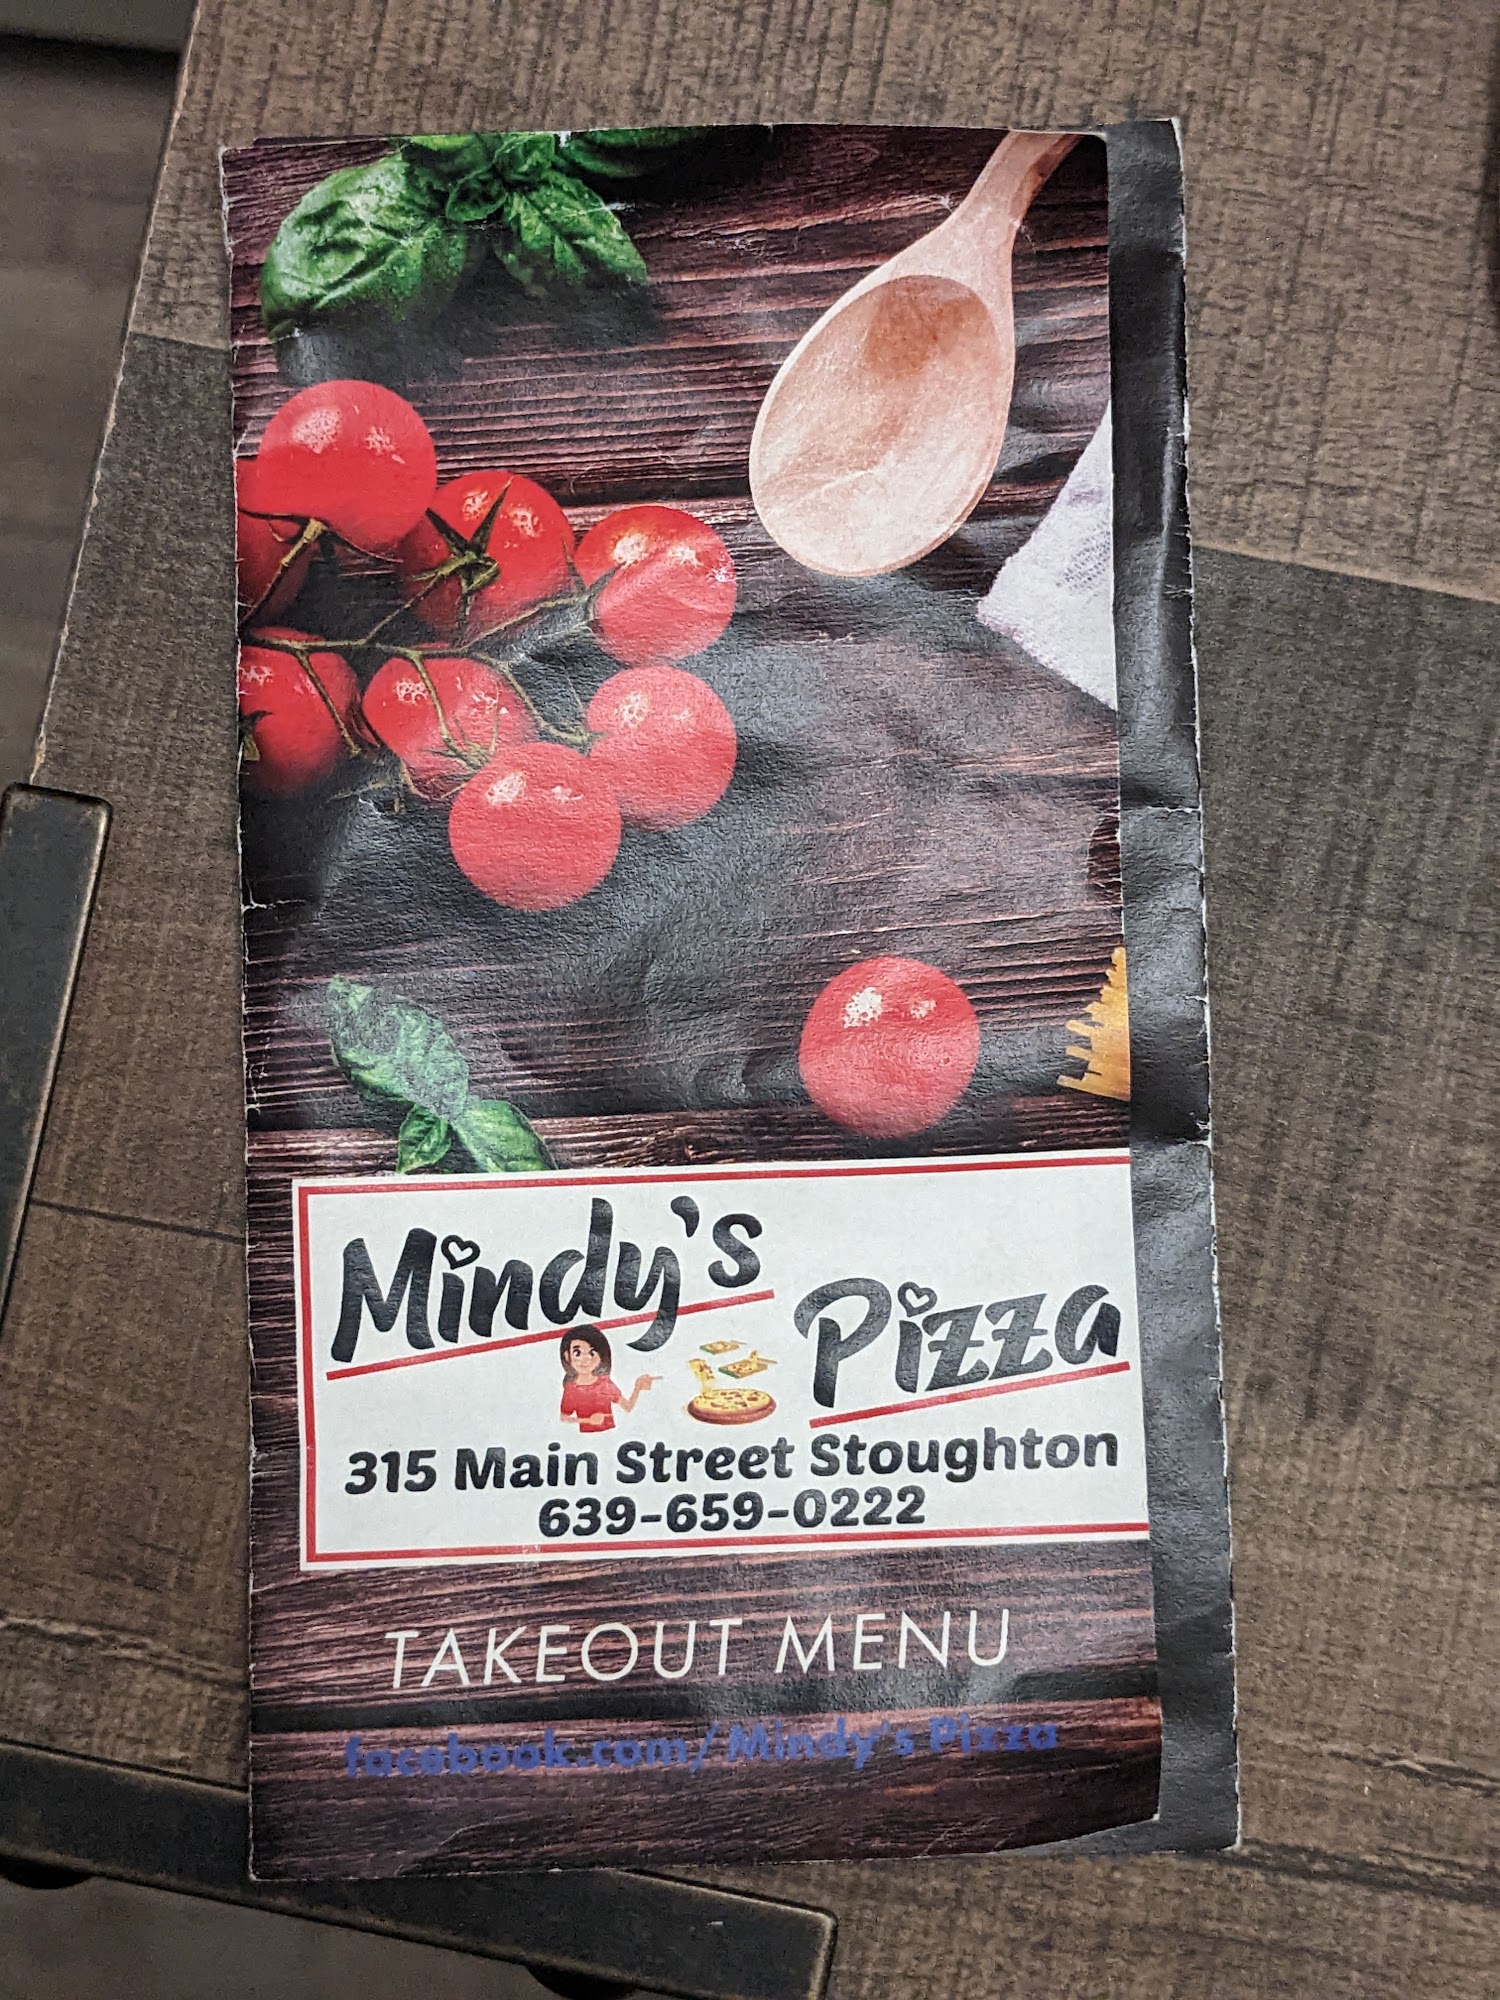 Mindy's Pizza
315 Main Street Stoughton
639-659-0222
TAKEOUT MENU
facebook.com/Mindy's Pizza